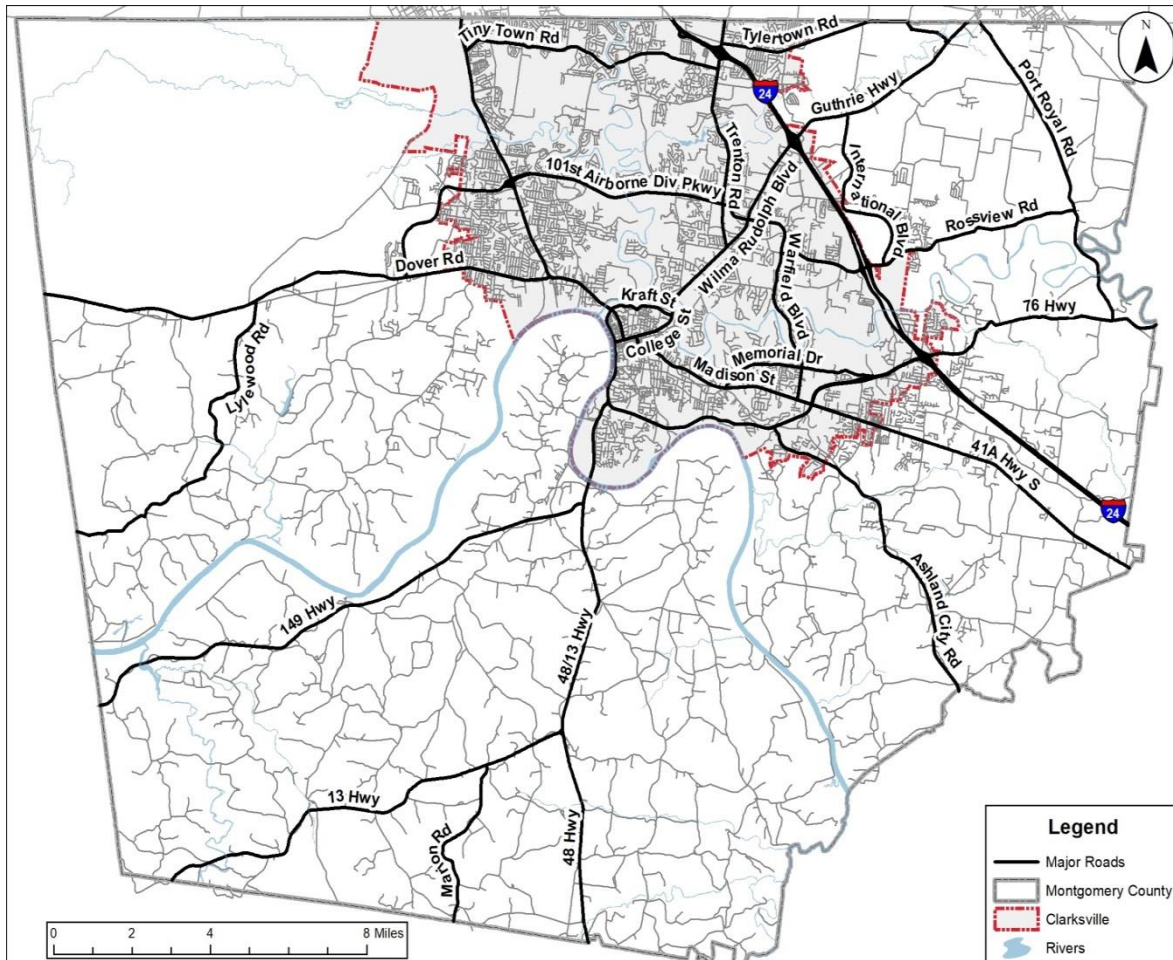 N
Tiny Town Rd
Tylertown Rd
24
Guthrie Hwy
Port Royal Rd
Trenton Rd
International Blvd
101st Airborne Div Pkwy
Wilma Rudolph Blvd
Rossview Rd
Warfield Blvd
Dover Rd
Kraft St
76 Hwy
College St
Memorial Dr
Madison St
Lylewood Rd
41A Hwy S
24
Ashland City Rd
149 Hwy
48/13 Hwy
13 Hwy
Marion Rd
48 Hwy
Legend
Major Roads
Montgomery County
Clarksville
Rivers
0 2 4 8 Miles